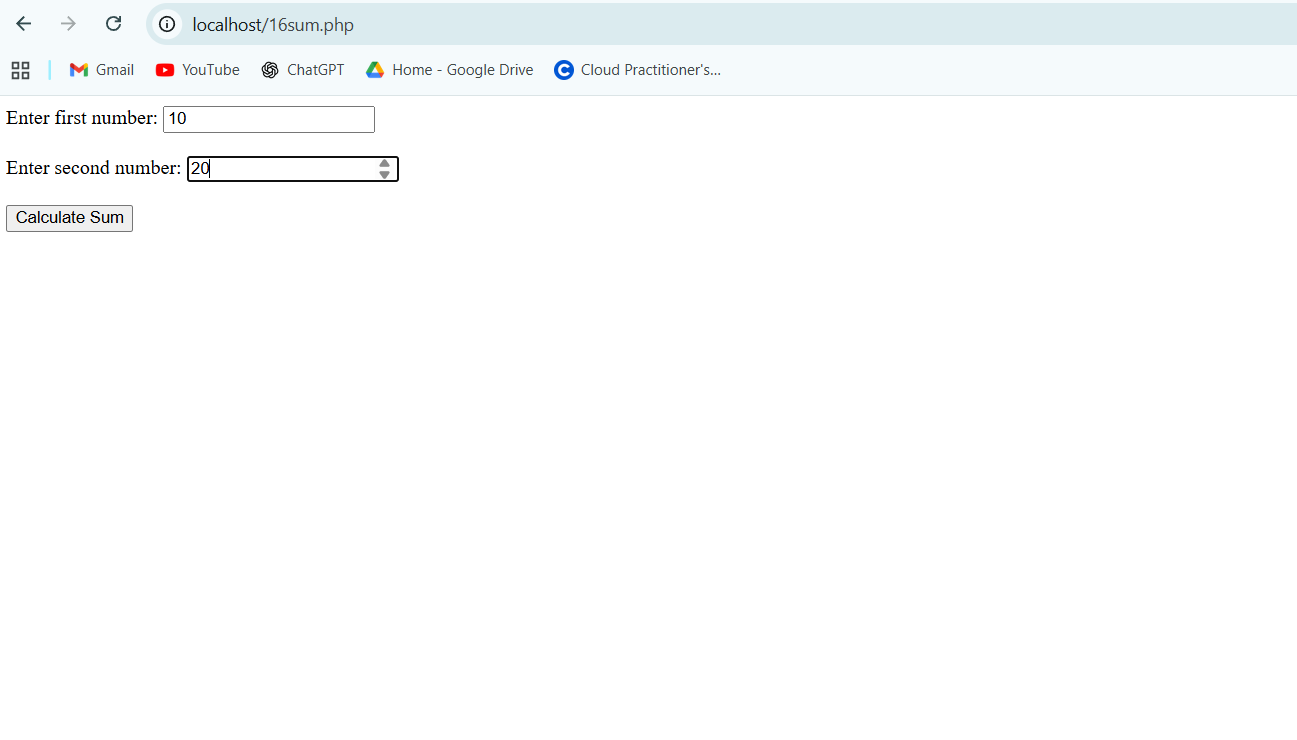 localhost/16sum.php
Gmail YouTube ChatGPT Home - Google Drive Cloud Practitioner's...
Enter first number: 10
Enter second number: 20
Calculate Sum